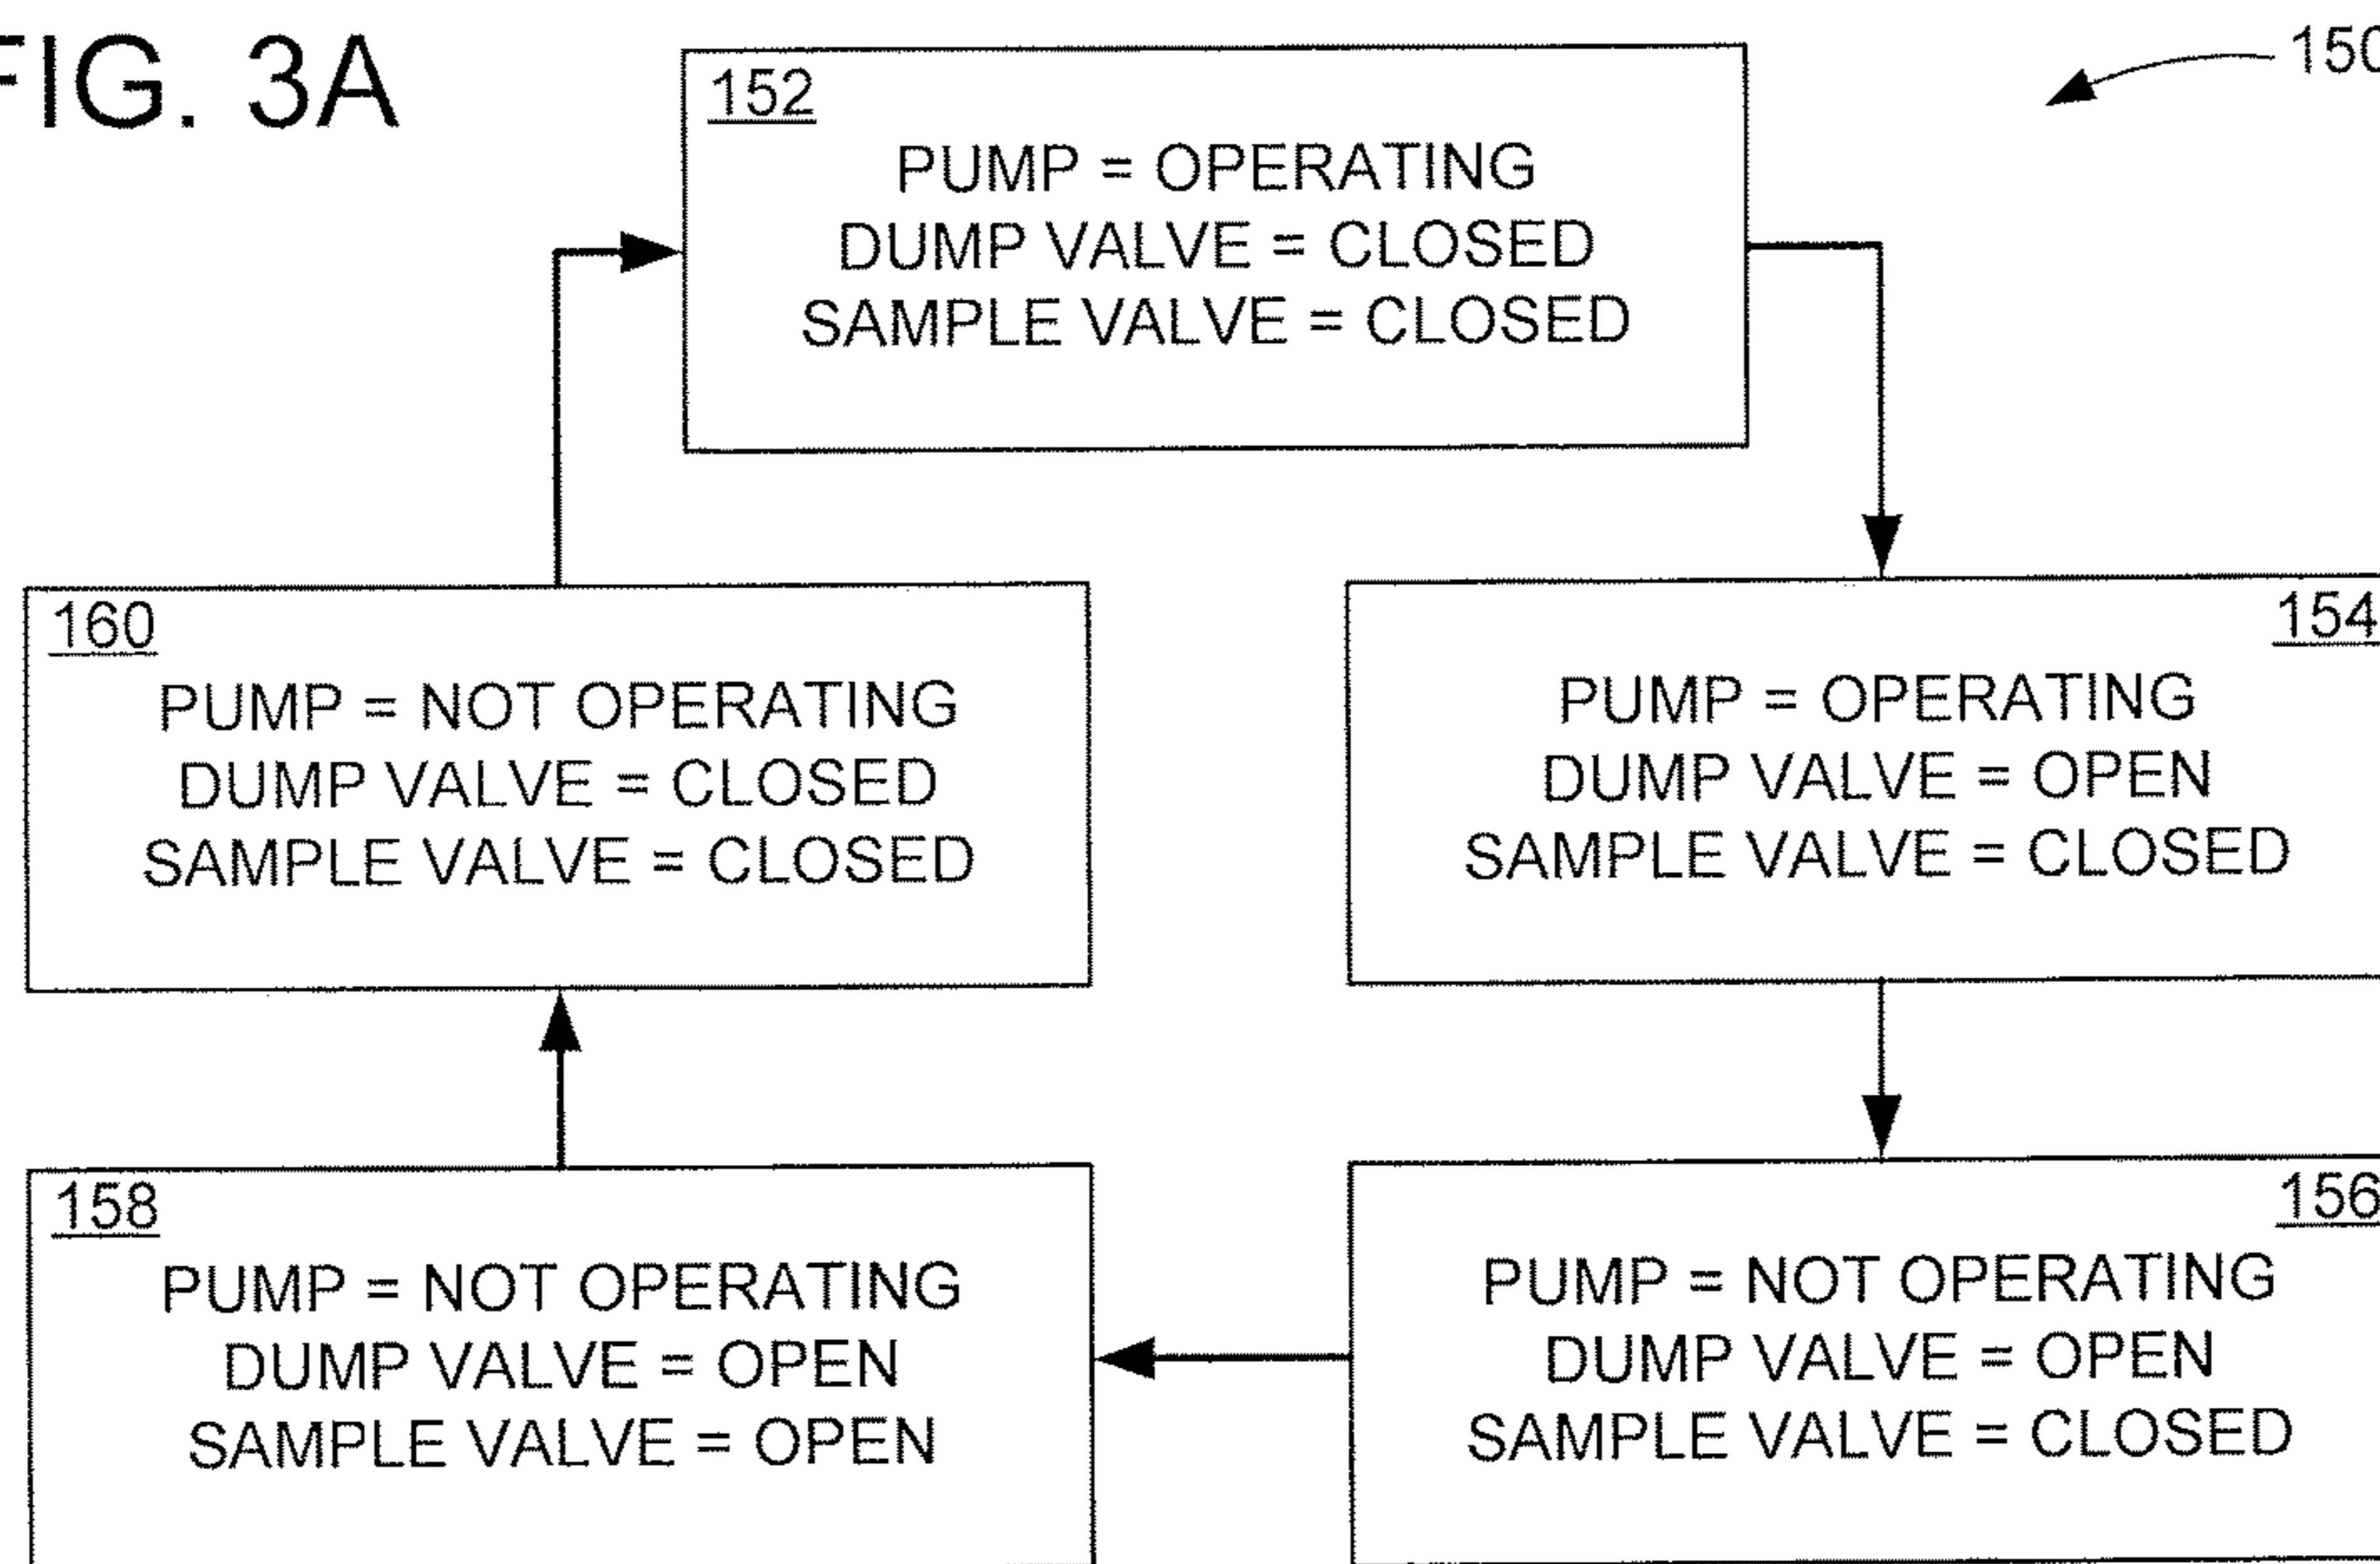 FIG. 3A
150
152
PUMP = OPERATING
DUMP VALVE = CLOSED
SAMPLE VALVE = CLOSED
160
PUMP = NOT OPERATING
DUMP VALVE = CLOSED
SAMPLE VALVE = CLOSED
154
PUMP = OPERATING
DUMP VALVE = OPEN
SAMPLE VALVE = CLOSED
158
PUMP = NOT OPERATING
DUMP VALVE = OPEN
SAMPLE VALVE = OPEN
156
PUMP = NOT OPERATING
DUMP VALVE = OPEN
SAMPLE VALVE = CLOSED